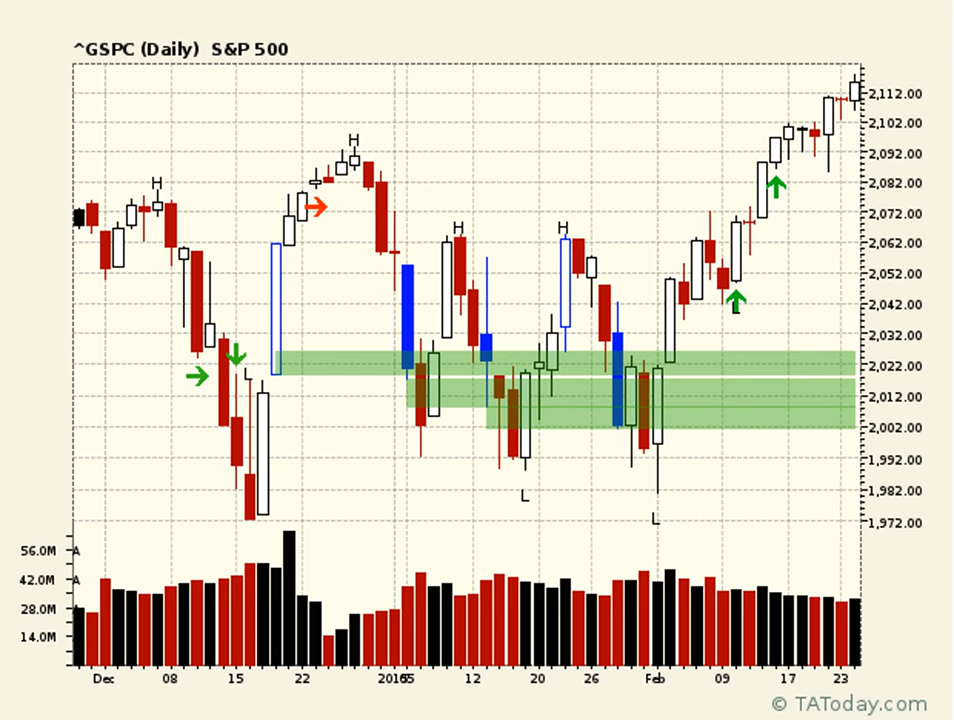 ^GSPC (Daily) S&P 500
2,112.00
2,102.00
2,092.00
2,082.00
2,072.00
2,062.00
2,052.00
2,042.00
2,032.00
2,022.00
2,012.00
2,002.00
1,992.00
1,982.00
1,972.00
H
H
H
H
L
L
L
L
56.0M A
42.0M A
28.0M A
14.0M
Dec 08 15 22 12 20 26 Feb 09 17 23
© TAToday.com